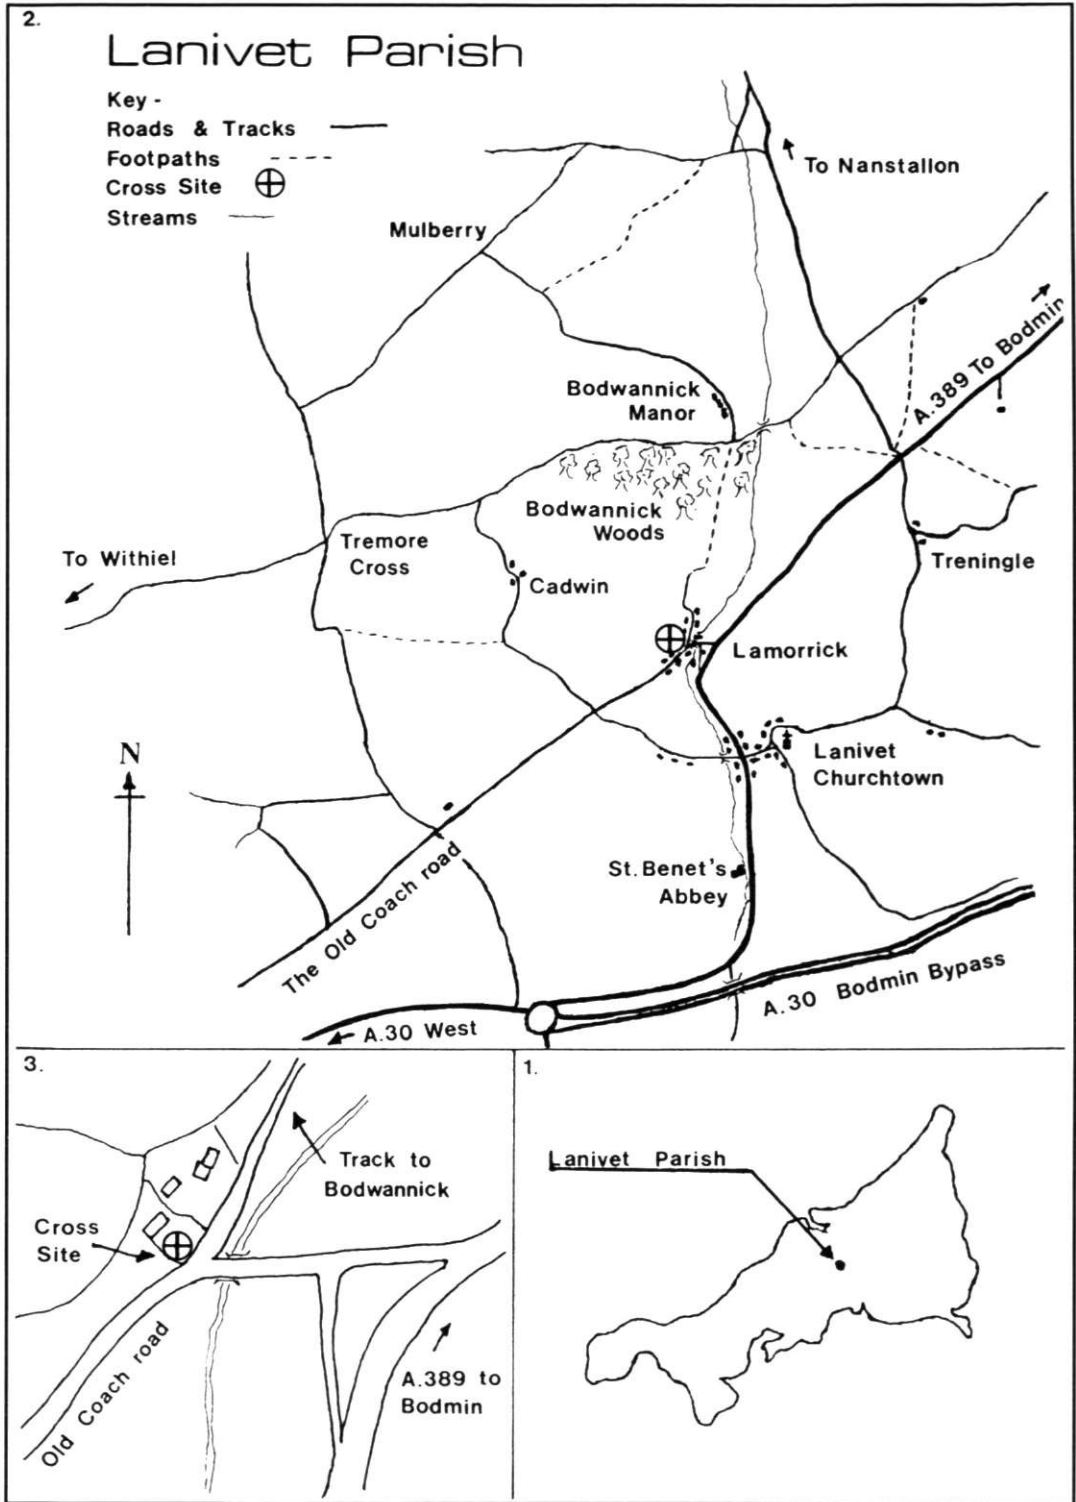 2.
Lanivet Parish
Key -
Roads & Tracks
Footpaths
Cross Site
Streams
To Nanstallon
Mulberry
A.389 To Bodmin
Bodwannick
Manor
Bodwannick
Woods
To Withiel
Tremore
Cross
Cadwin
Treningle
Lamorrick
N
Lanivet
Churchtown
St. Benet's
Abbey
The Old Coach road
A.30 Bodmin Bypass
A.30 West
3.
Track to
Bodwannick
Cross
Site
Old Coach road
A.389 to
Bodmin
1.
Lanivet Parish